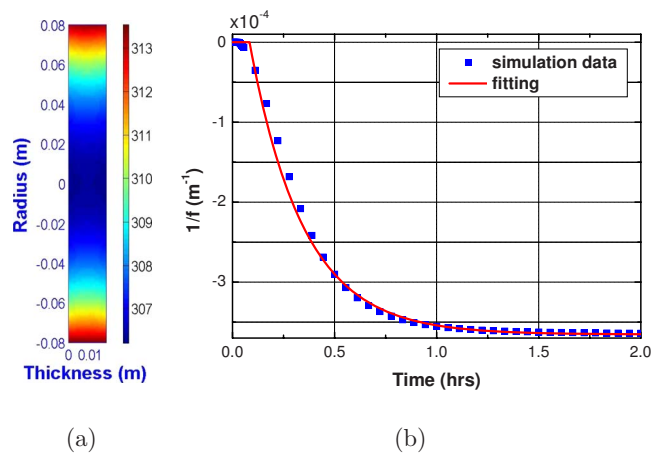 ×10⁻⁴
0.08
0.06
0.04
0.02
0
-0.02
-0.04
-0.06
-0.08
Radius (m)
0 0.01
Thickness (m)
313
312
311
310
309
308
307
0
-1
-2
-3
1/f (m⁻¹)
simulation data
fitting
0.0 0.5 1.0 1.5 2.0
Time (hrs)
(a) (b)